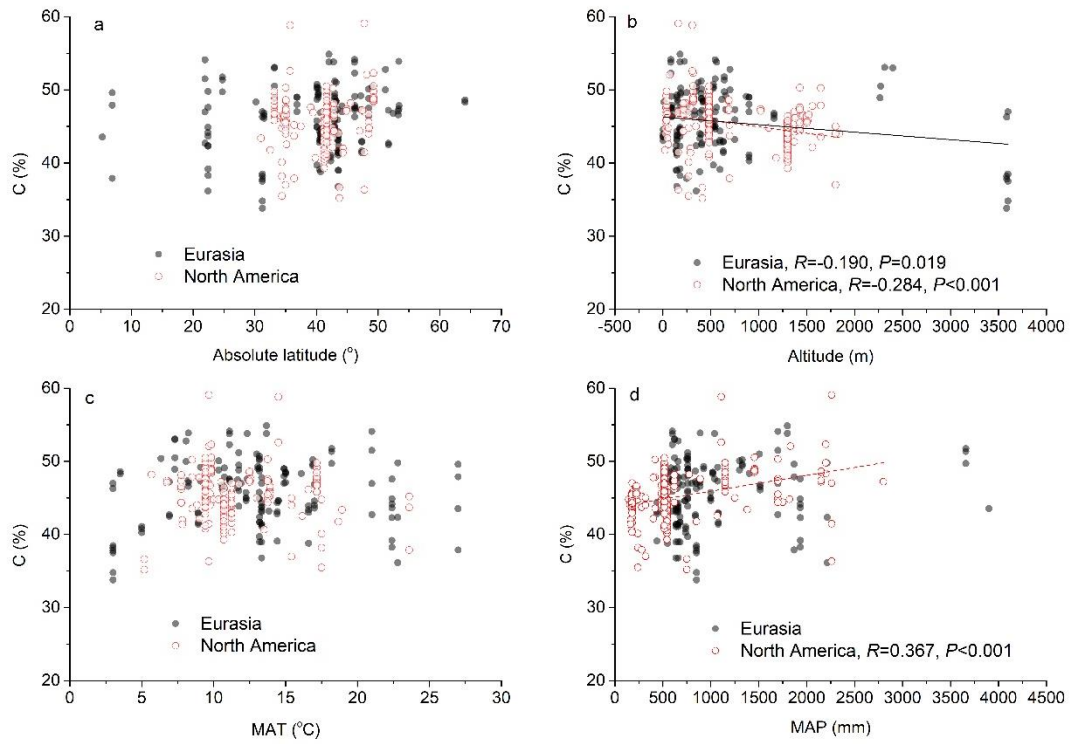 a
C (%)
60
50
40
30
20
Eurasia
North America
0 10 20 30 40 50 60 70
Absolute latitude (o)
b
C (%)
60
50
40
30
20
Eurasia, R=-0.190, P=0.019
North America, R=-0.284, P<0.001
-500 0 500 1000 1500 2000 2500 3000 3500 4000
Altitude (m)
c
C (%)
60
50
40
30
20
Eurasia
North America
0 5 10 15 20 25 30
MAT (oC)
d
C (%)
60
50
40
30
20
Eurasia
North America, R=0.367, P<0.001
0 500 1000 1500 2000 2500 3000 3500 4000 4500
MAP (mm)